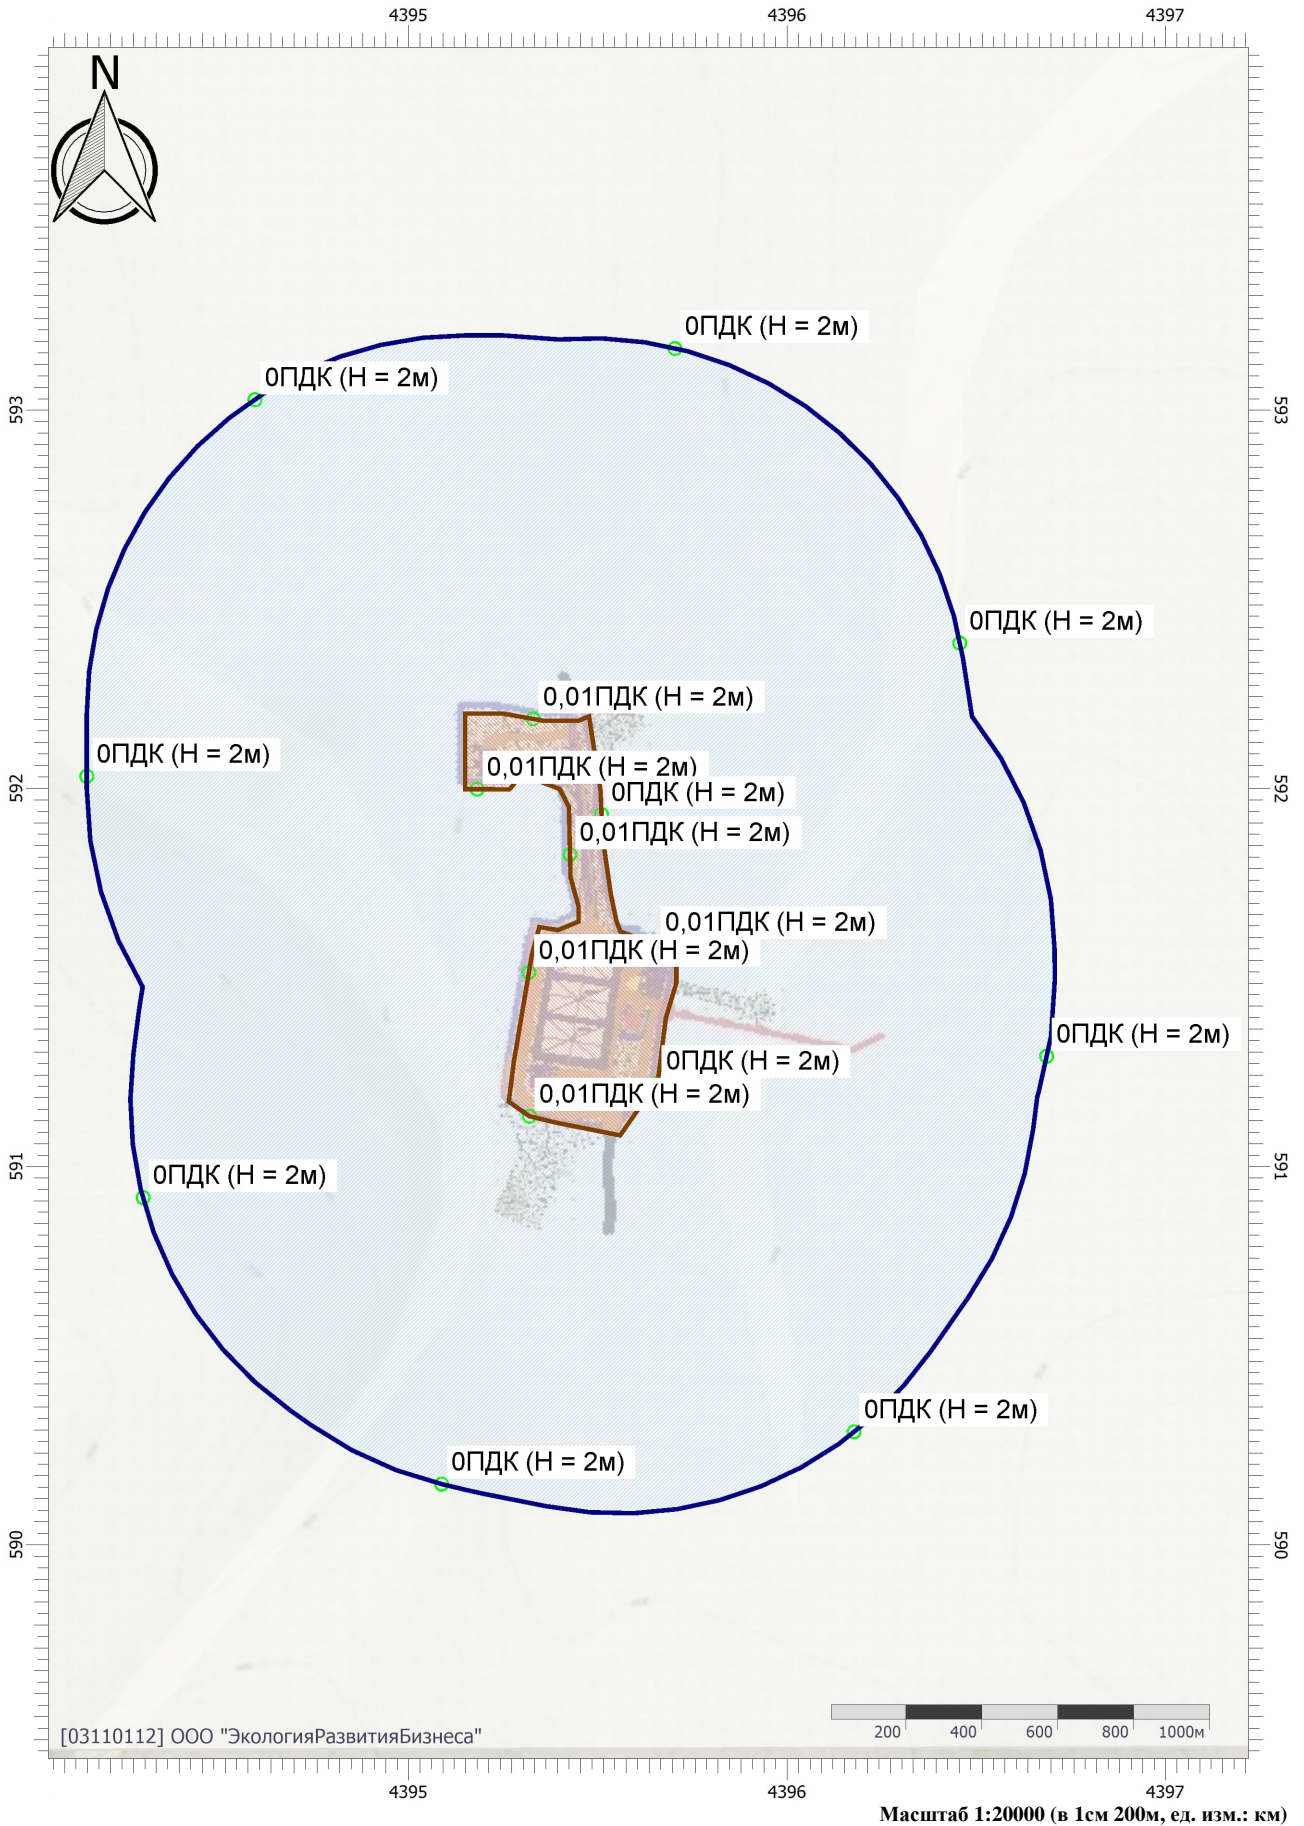 4395 4396 4397
N
0ПДК (Н = 2м)
0ПДК (Н = 2м)
593 593
0ПДК (Н = 2м)
0,01ПДК (Н = 2м)
0ПДК (Н = 2м)
0,01ПДК (Н = 2м)
592 592
0ПДК (Н = 2м)
0,01ПДК (Н = 2м)
0,01ПДК (Н = 2м)
0,01ПДК (Н = 2м)
0ПДК (Н = 2м)
0ПДК (Н = 2м)
0,01ПДК (Н = 2м)
591 591
0ПДК (Н = 2м)
0ПДК (Н = 2м)
0ПДК (Н = 2м)
590 590
[03110112] ООО "ЭкологияРазвитияБизнеса"
200 400 600 800 1000м
4395 4396 4397
Масштаб 1:20000 (в 1см 200м, ед. изм.: км)